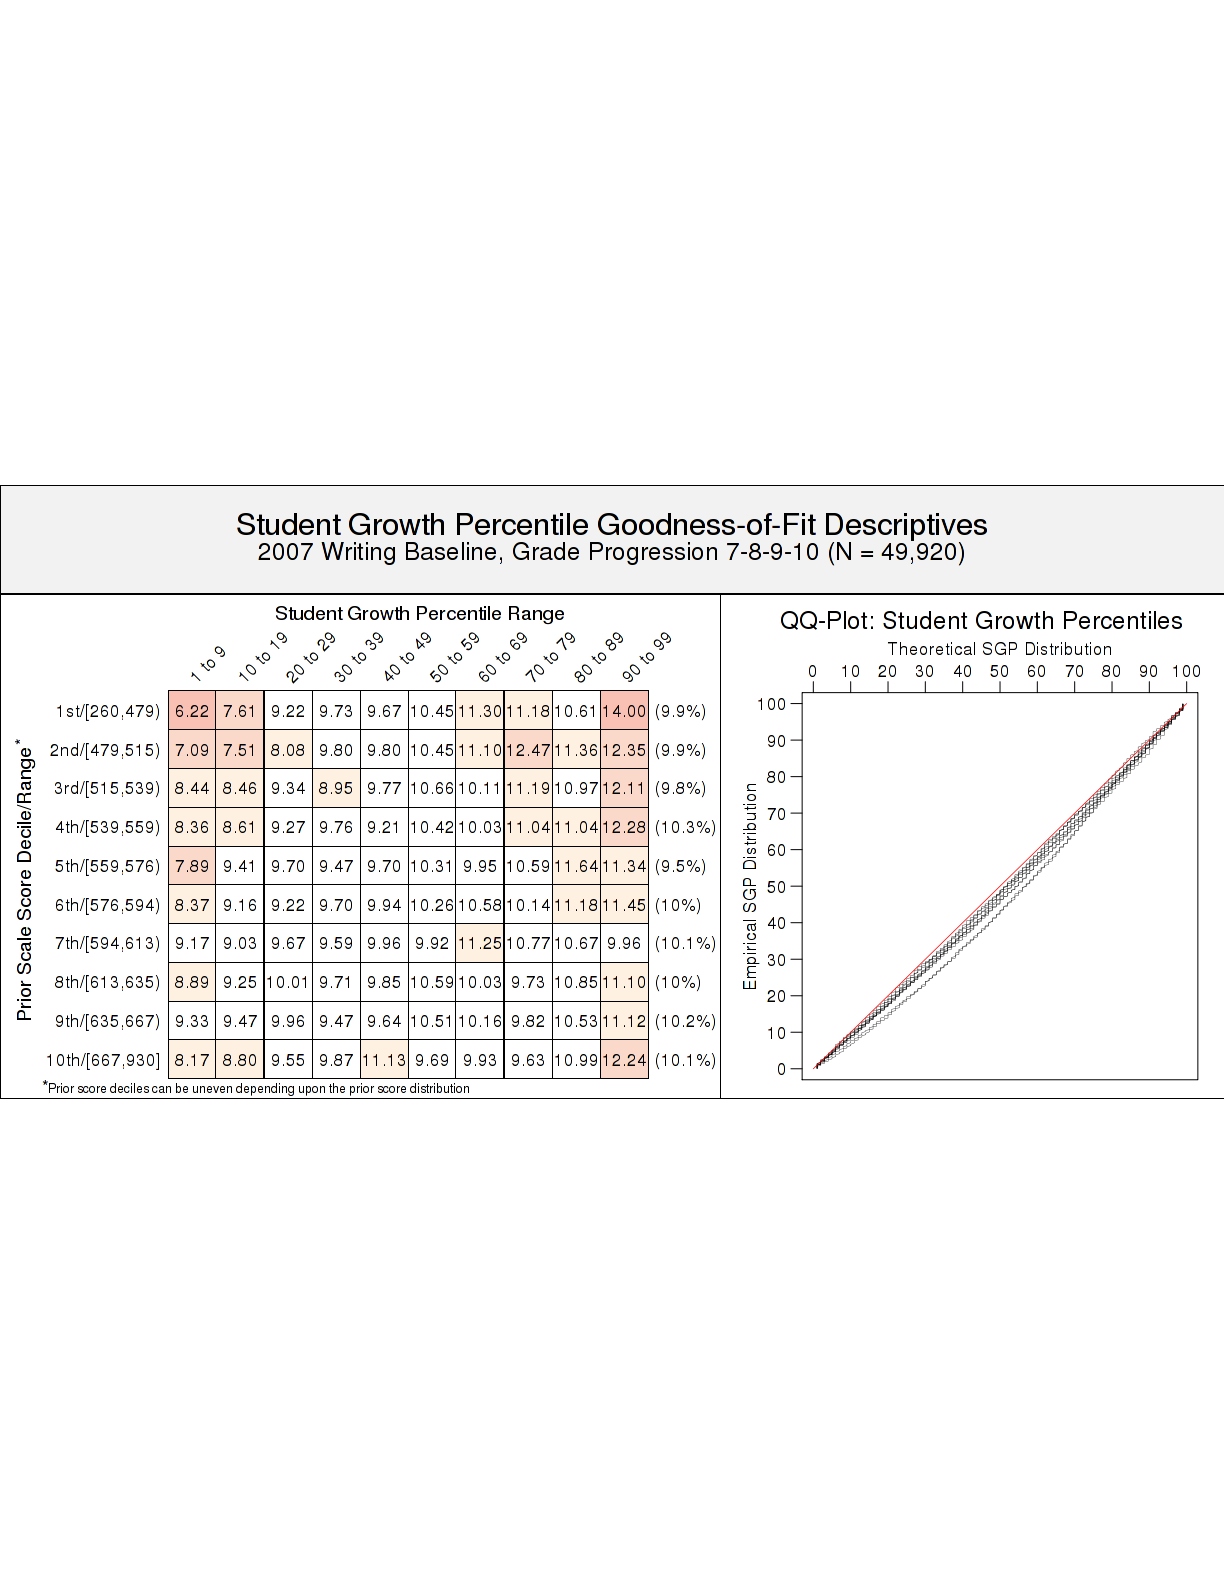 Student Growth Percentile Goodness-of-Fit Descriptives
2007 Writing Baseline, Grade Progression 7-8-9-10 (N = 49,920)
Student Growth Percentile Range
1 to 9 10 to 19 20 to 29 30 to 39 40 to 49 50 to 59 60 to 69 70 to 79 80 to 89 90 to 99
Prior Scale Score Decile/Range*
1st/[260,479) 6.22 7.61 9.22 9.73 9.67 10.45 11.30 11.18 10.61 14.00 (9.9%)
2nd/[479,515) 7.09 7.51 8.08 9.80 9.80 10.45 11.10 12.47 11.36 12.35 (9.9%)
3rd/[515,539) 8.44 8.46 9.34 8.95 9.77 10.66 10.11 11.19 10.97 12.11 (9.8%)
4th/[539,559) 8.36 8.61 9.27 9.76 9.21 10.42 10.03 11.04 11.04 12.28 (10.3%)
5th/[559,576) 7.89 9.41 9.70 9.47 9.70 10.31 9.95 10.59 11.64 11.34 (9.5%)
6th/[576,594) 8.37 9.16 9.22 9.70 9.94 10.26 10.58 10.14 11.18 11.45 (10%)
7th/[594,613) 9.17 9.03 9.67 9.59 9.96 9.92 11.25 10.77 10.67 9.96 (10.1%)
8th/[613,635) 8.89 9.25 10.01 9.71 9.85 10.59 10.03 9.73 10.85 11.10 (10%)
9th/[635,667) 9.33 9.47 9.96 9.47 9.64 10.51 10.16 9.82 10.53 11.12 (10.2%)
10th/[667,930] 8.17 8.80 9.55 9.87 11.13 9.69 9.93 9.63 10.99 12.24 (10.1%)
*Prior score deciles can be uneven depending upon the prior score distribution
QQ-Plot: Student Growth Percentiles
Theoretical SGP Distribution
0 10 20 30 40 50 60 70 80 90 100
Empirical SGP Distribution
100
90
80
70
60
50
40
30
20
10
0